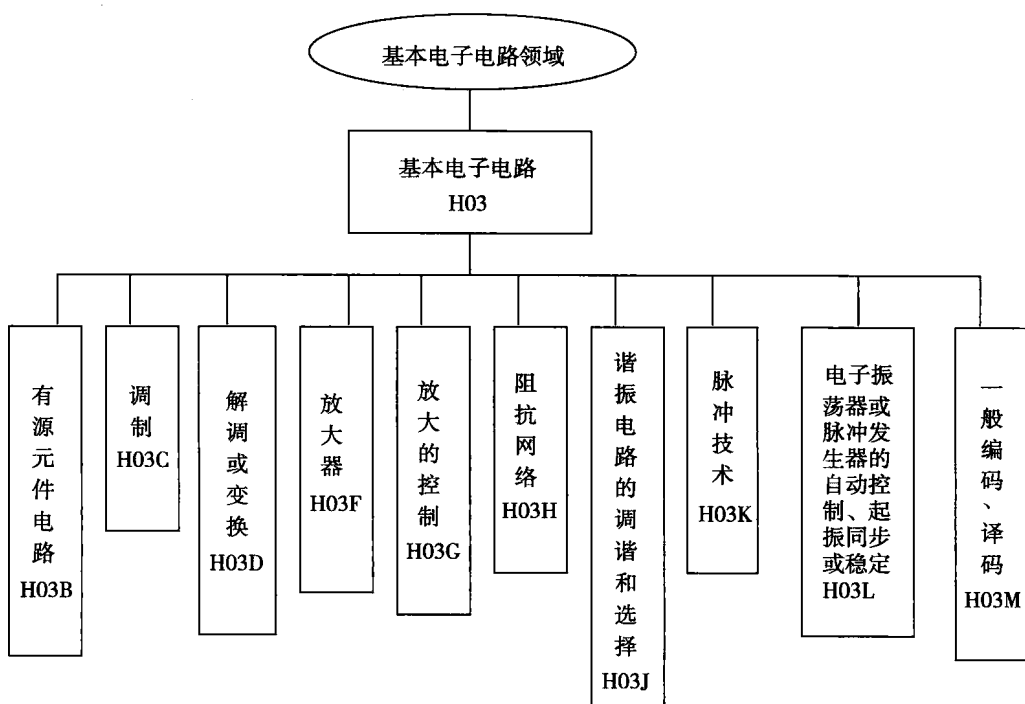 基本电子电路领域
基本电子电路
H03
有源元件电路
H03B
调制
H03C
解调或变换
H03D
放大器
H03F
放大的控制
H03G
阻抗网络
H03H
谐振电路的调谐和选择
H03J
脉冲技术
H03K
电子振
荡器或
脉冲发
生器的
自动控
制、起
振同步
或稳定
H03L
一般编码、译码
H03M